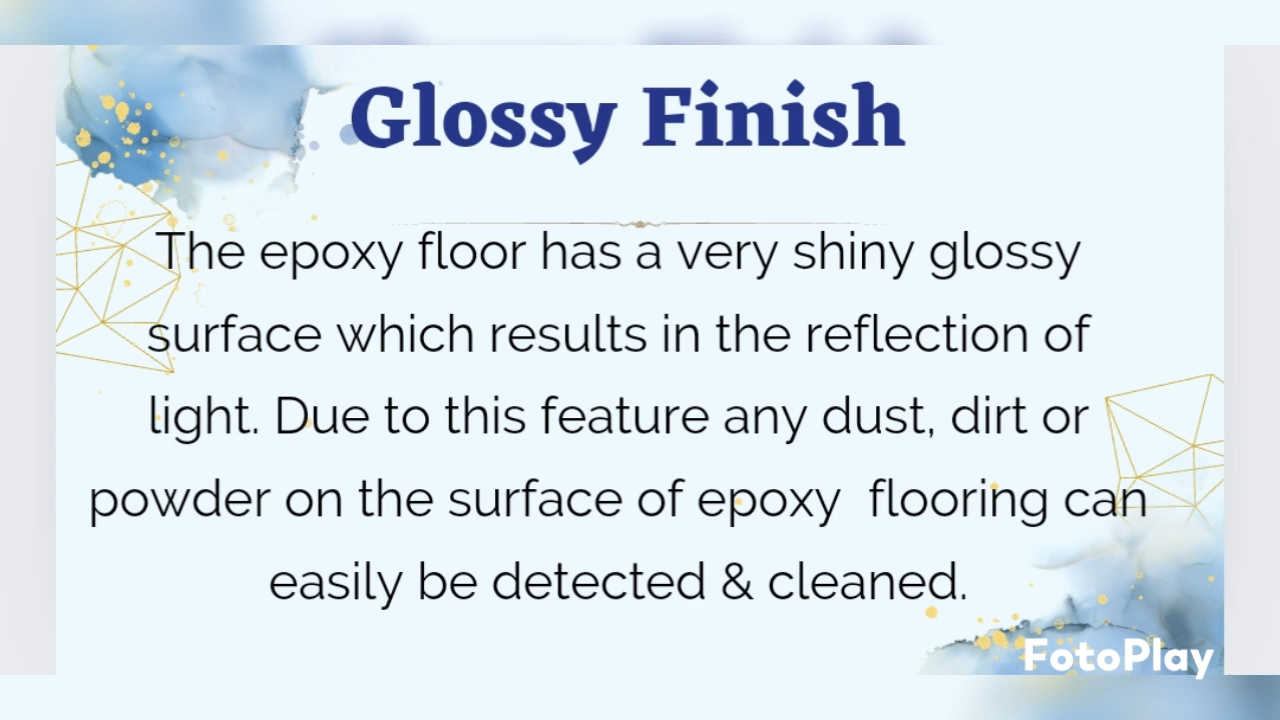 Glossy Finish
The epoxy floor has a very shiny glossy
surface which results in the reflection of
light. Due to this feature any dust, dirt or
powder on the surface of epoxy  flooring can
easily be detected & cleaned.
FotoPlay